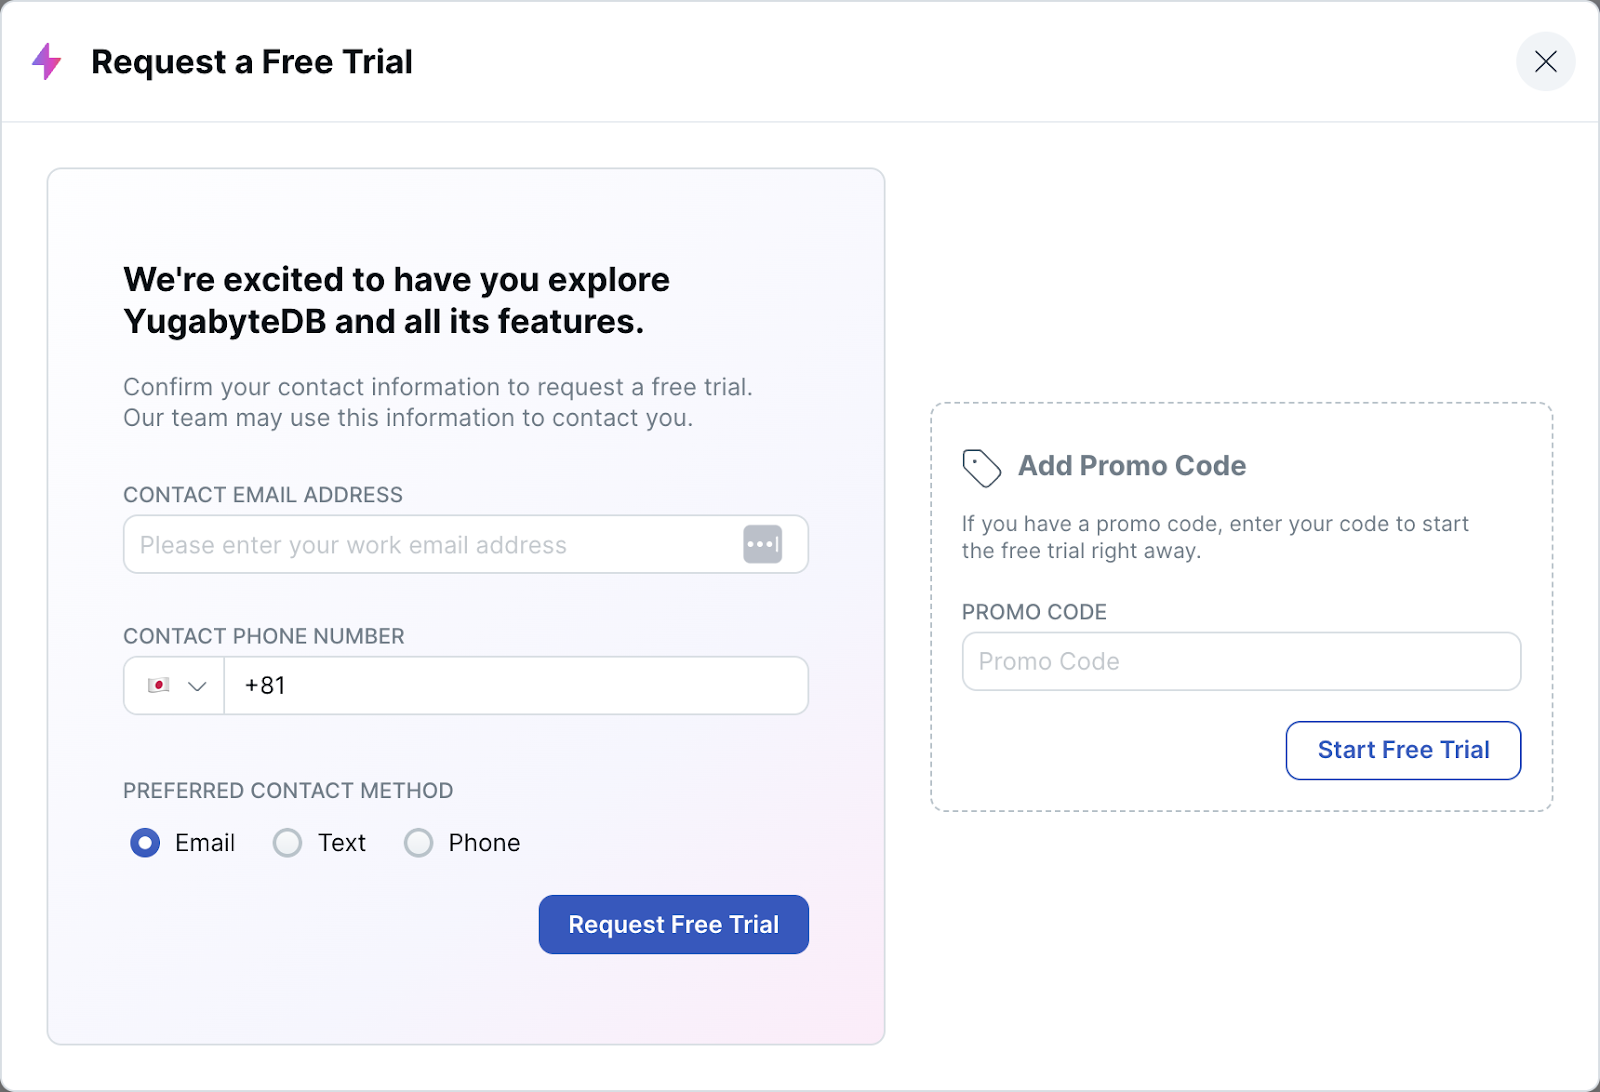 Request a Free Trial
We're excited to have you explore
YugabyteDB and all its features.
Confirm your contact information to request a free trial.
Our team may use this information to contact you.
CONTACT EMAIL ADDRESS
Please enter your work email address
CONTACT PHONE NUMBER
+81
PREFERRED CONTACT METHOD
Email Text Phone
Request Free Trial
Add Promo Code
If you have a promo code, enter your code to start
the free trial right away.
PROMO CODE
Promo Code
Start Free Trial